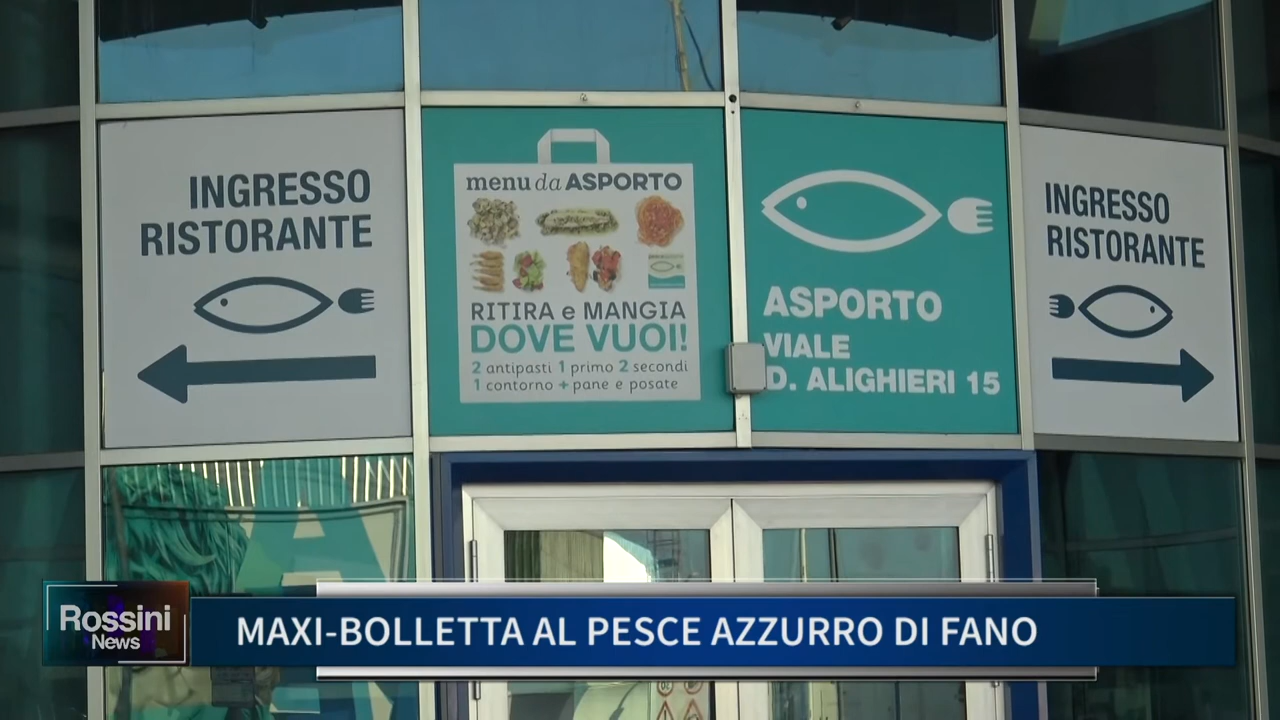 INGRESSO
RISTORANTE
menu da ASPORTO
RITIRA e MANGIA
DOVE VUOI!
2 antipasti 1 primo 2 secondi
1 contorno + pane e posate
ASPORTO
VIALE
D. ALIGHIERI 15
INGRESSO
RISTORANTE
Rossini
News
MAXI-BOLLETTA AL PESCE AZZURRO DI FANO